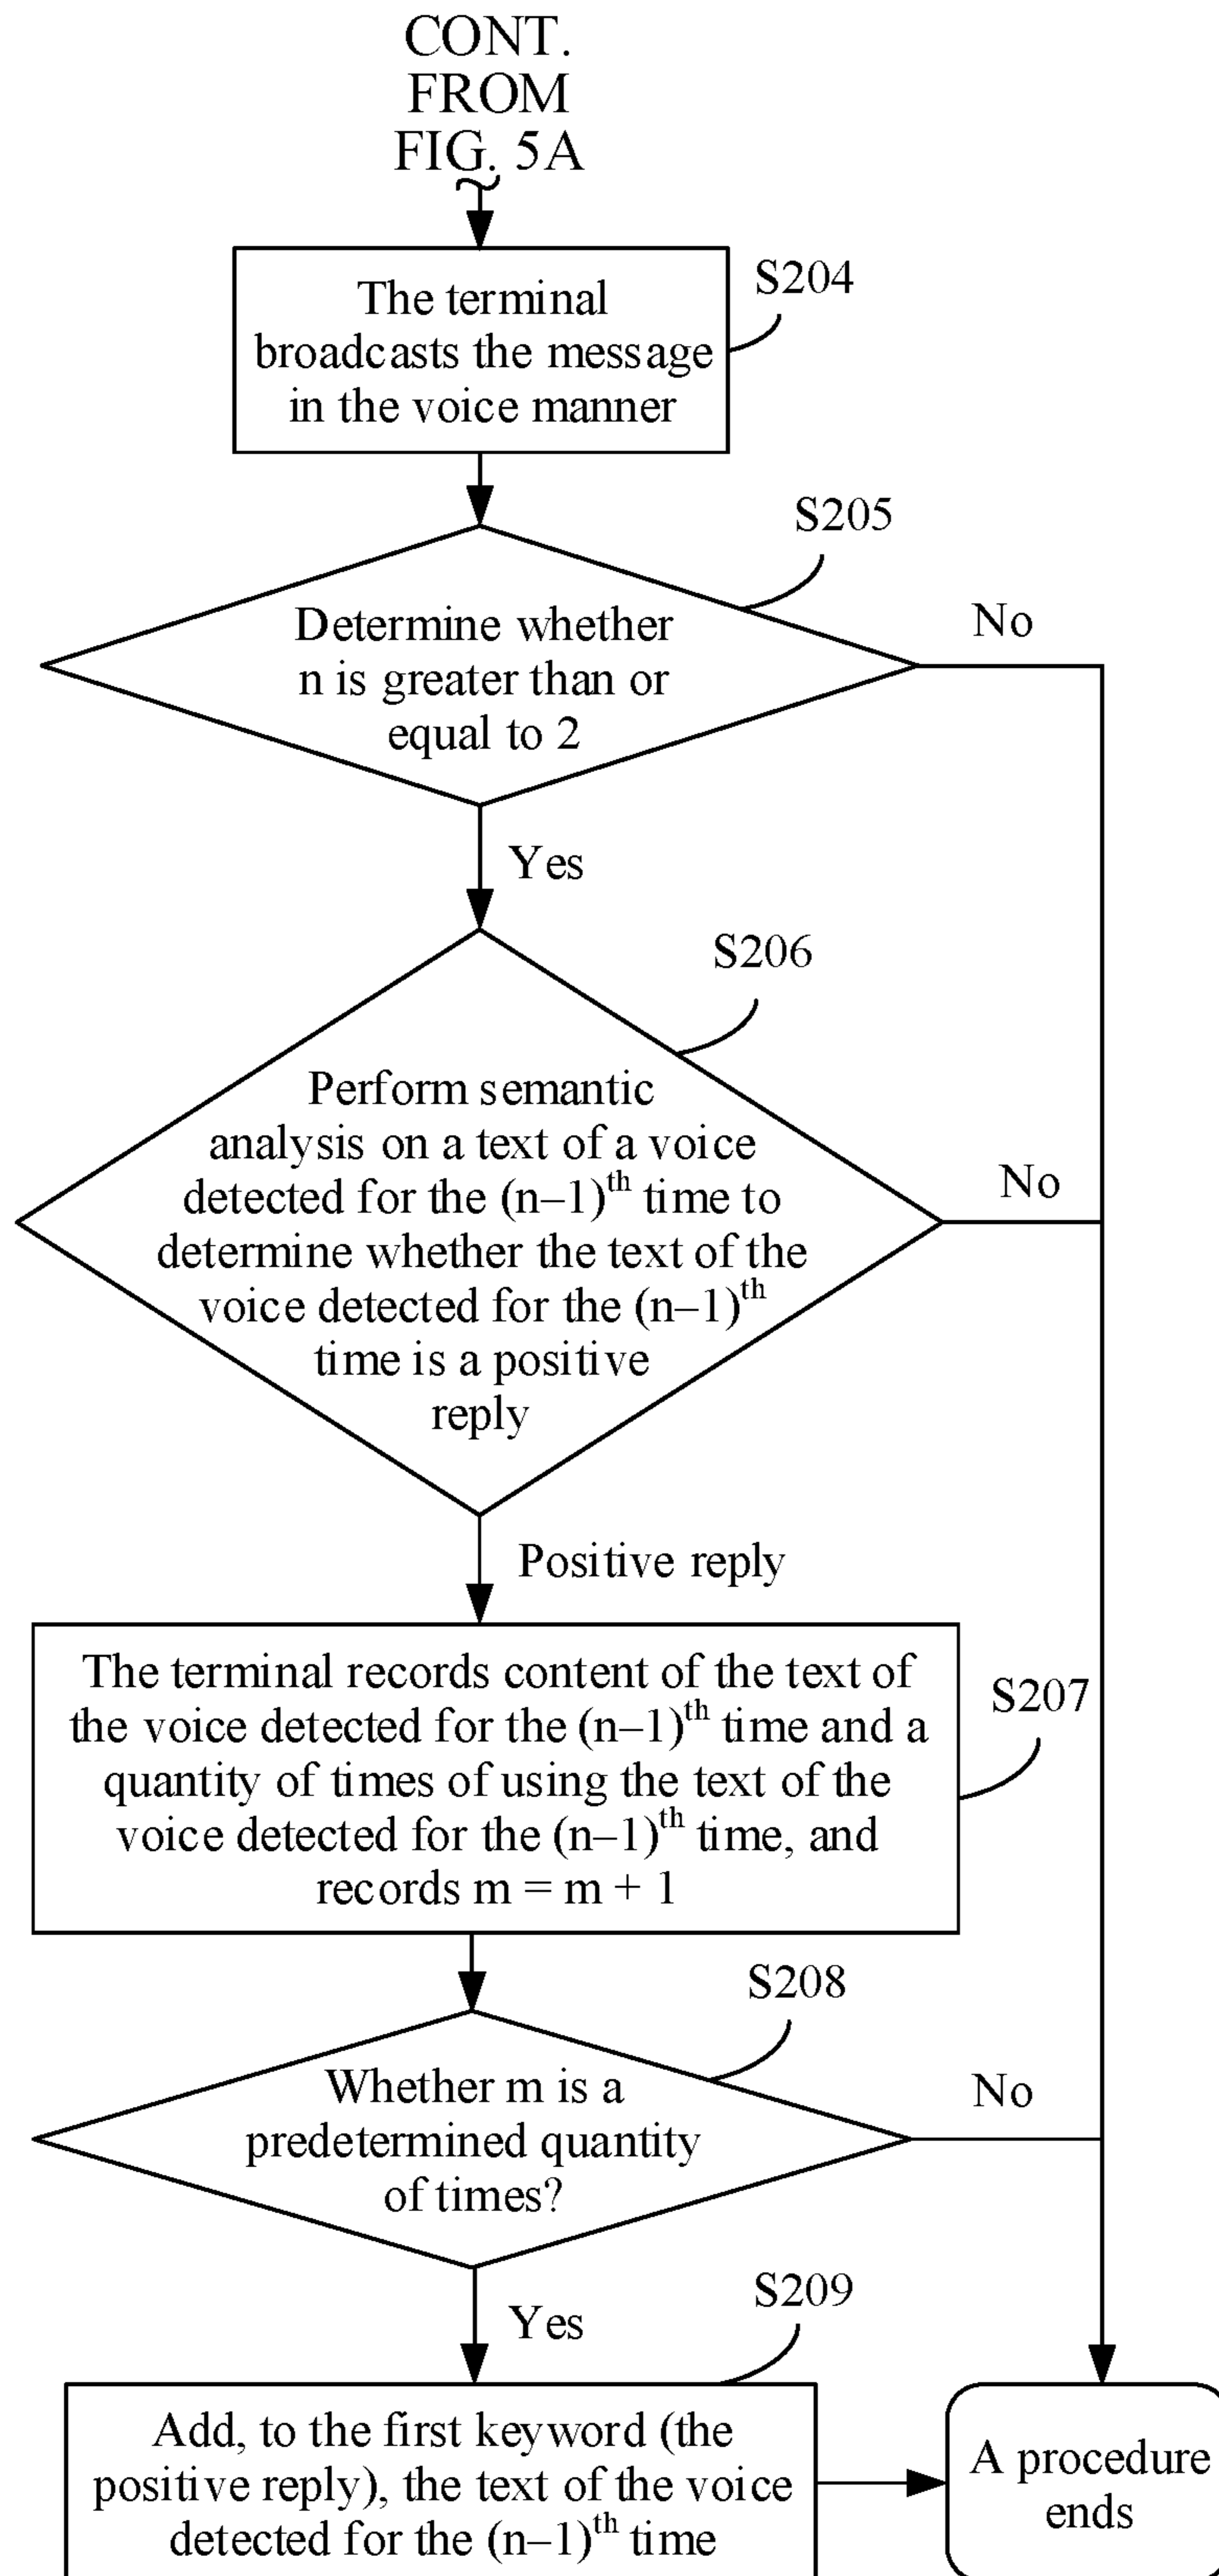 CONT.
FROM
FIG. 5A
The terminal
broadcasts the message
in the voice manner
S204
S205
Determine whether
n is greater than or
equal to 2
No
Yes
S206
Perform semantic
analysis on a text of a voice
detected for the (n–1)th time to
determine whether the text of the
voice detected for the (n–1)th
time is a positive
reply
No
Positive reply
The terminal records content of the text of
the voice detected for the (n–1)th time and a
quantity of times of using the text of the
voice detected for the (n–1)th time, and
records m = m + 1
S207
S208
Whether m is a
predetermined quantity
of times?
No
Yes
S209
Add, to the first keyword (the
positive reply), the text of the voice
detected for the (n–1)th time
A procedure
ends